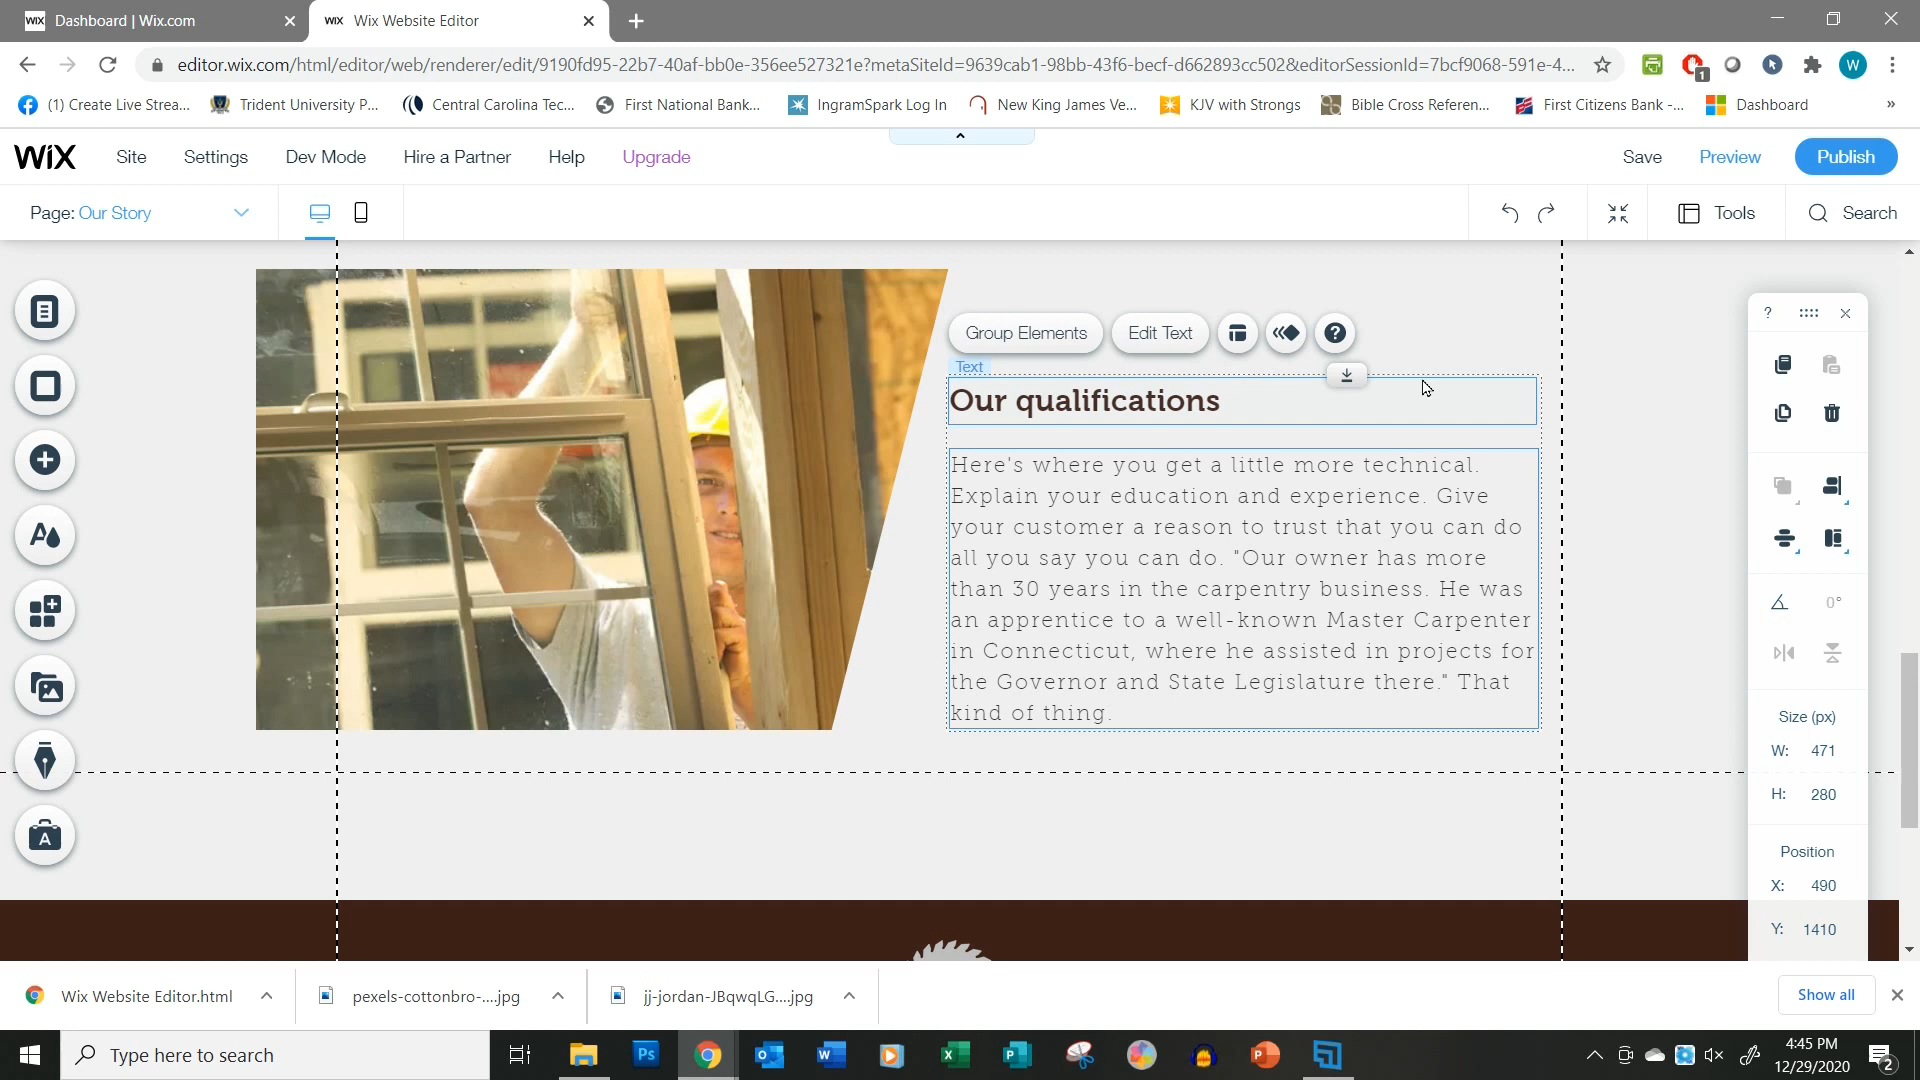 WIX Dashboard | Wix.com
WIX Wix Website Editor
editor.wix.com/html/editor/web/renderer/edit/9190fd95-22b7-40af-bb0e-356ee527321e?metaSiteId=9639cab1-98bb-43f6-becf-d662893cc502&editorSessionId=7bcf9068-591e-4...
1
W
(1) Create Live Strea...
Trident University P...
Central Carolina Tec...
First National Bank...
IngramSpark Log In
New King James Ve...
KJV with Strongs
Bible Cross Referen...
First Citizens Bank -...
Dashboard
»
WiX Site Settings Dev Mode Hire a Partner Help Upgrade Save Preview Publish
Page: Our Story
Tools
Search
Group Elements
Edit Text
?
Text
Our qualifications
Here's where you get a little more technical.
Explain your education and experience. Give
your customer a reason to trust that you can do
all you say you can do. "Our owner has more
than 30 years in the carpentry business. He was
an apprentice to a well-known Master Carpenter
in Connecticut, where he assisted in projects for
the Governor and State Legislature there." That
kind of thing.
?
0°
Size (px)
W: 471
H: 280
Position
X: 490
Y: 1410
A
Wix Website Editor.html
pexels-cottonbro-....jpg
jj-jordan-JBqwqLG....jpg
Show all
Type here to search
Ps
4:45 PM
12/29/2020
2